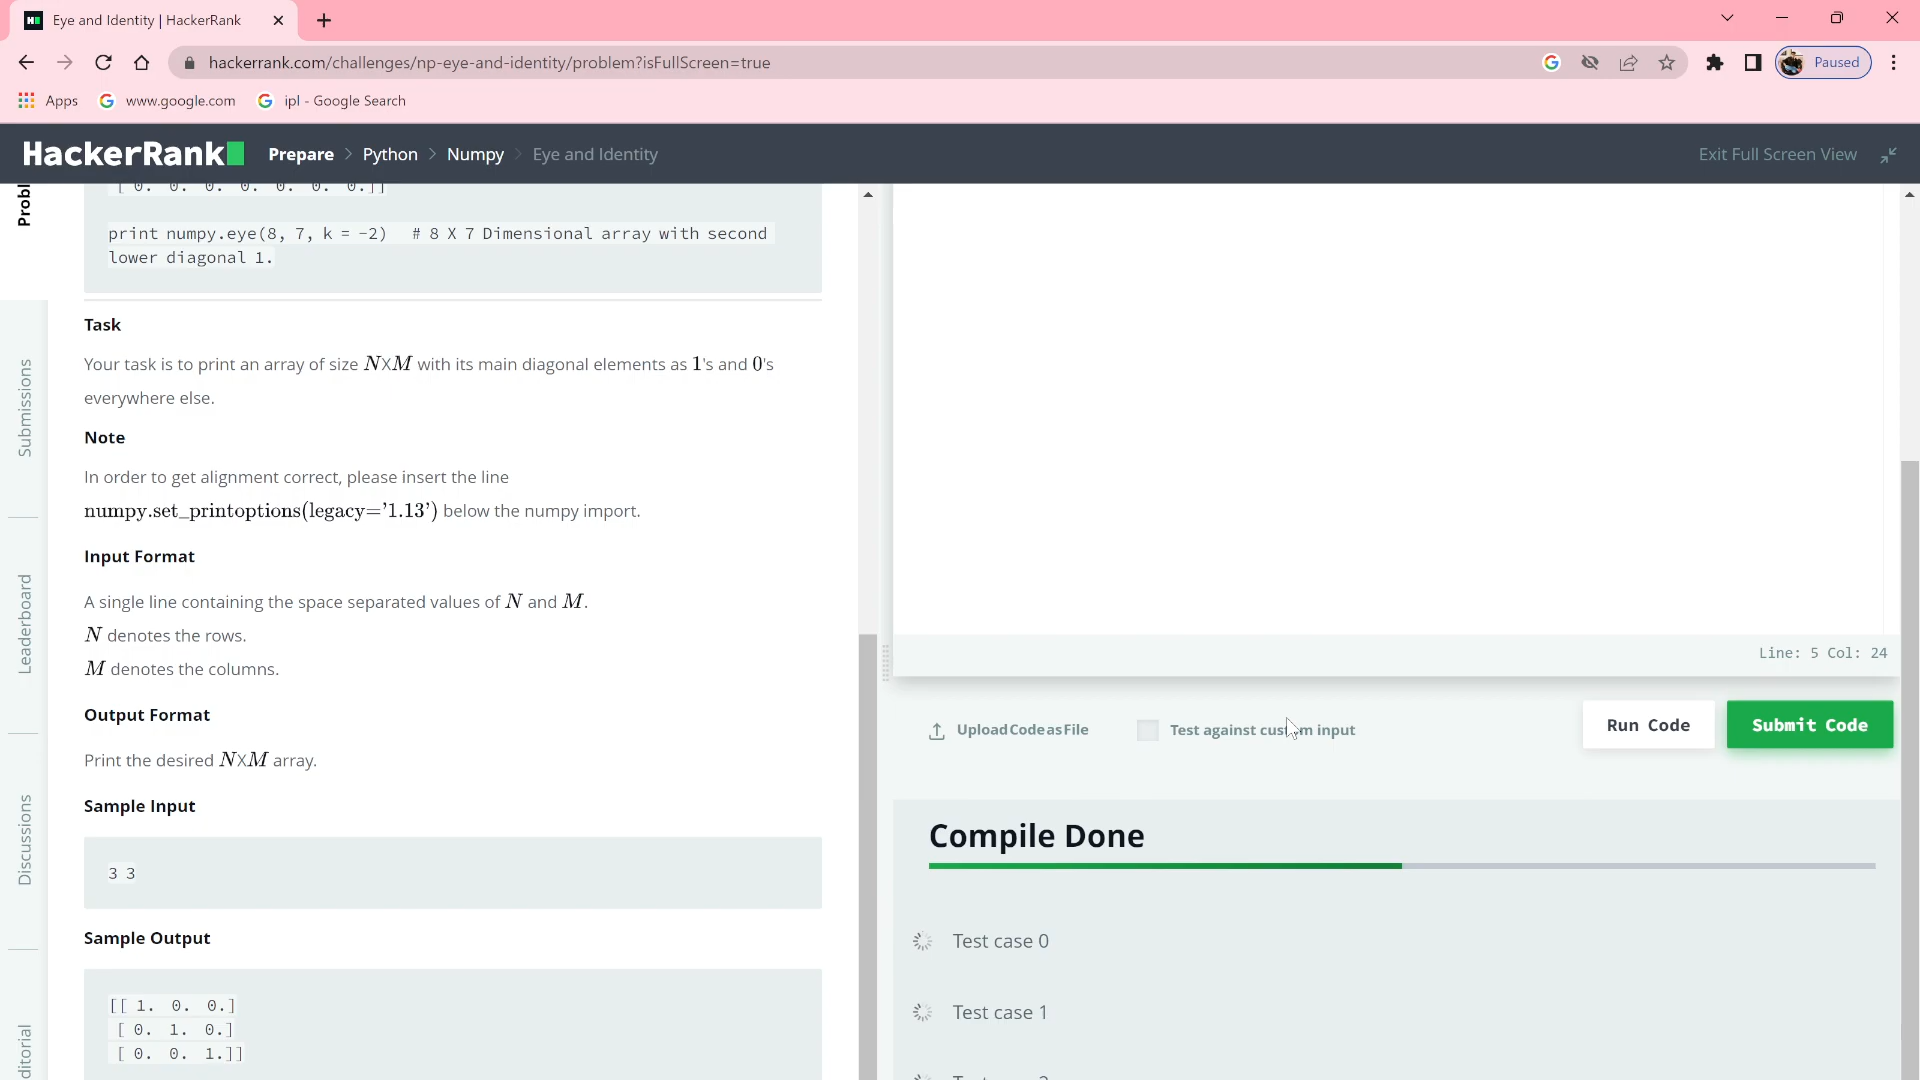 Eye and Identity | HackerRank
hackerrank.com/challenges/np-eye-and-identity/problem?isFullScreen=true
Paused
Apps
www.google.com
ipl - Google Search
HackerRank
Prepare > Python > Numpy > Eye and Identity
Exit Full Screen View
Submissions
Leaderboard
Discussions
[ 0. 0. 0. 0. 0. 0. 0.]]
print numpy.eye(8, 7, k = -2) # 8 X 7 Dimensional array with second
lower diagonal 1.
Task
Your task is to print an array of size NXM with its main diagonal elements as 1's and 0's
everywhere else.
Note
In order to get alignment correct, please insert the line
numpy.set_printoptions(legacy='1.13') below the numpy import.
Input Format
A single line containing the space separated values of N and M.
N denotes the rows.
M denotes the columns.
Output Format
Print the desired NXM array.
Sample Input
3 3
Sample Output
[[ 1. 0. 0.]
[ 0. 1. 0.]
[ 0. 0. 1.]]
Line: 5 Col: 24
Upload Code as File
Test against custom input
Run Code
Submit Code
Compile Done
Test case 0
Test case 1